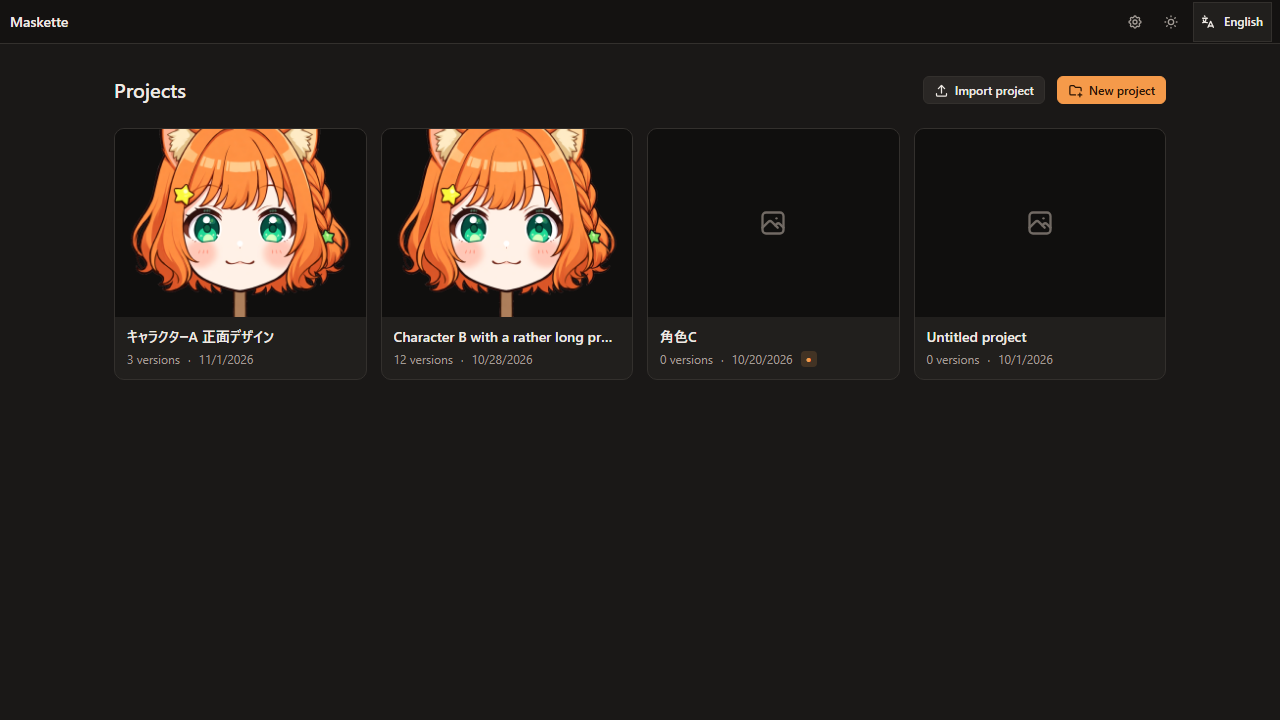 Maskette
English
Projects
Import project
New project
キャラクターA 正面デザイン
3 versions · 11/1/2026
Character B with a rather long pr...
12 versions · 10/28/2026
角色C
0 versions · 10/20/2026
Untitled project
0 versions · 10/1/2026